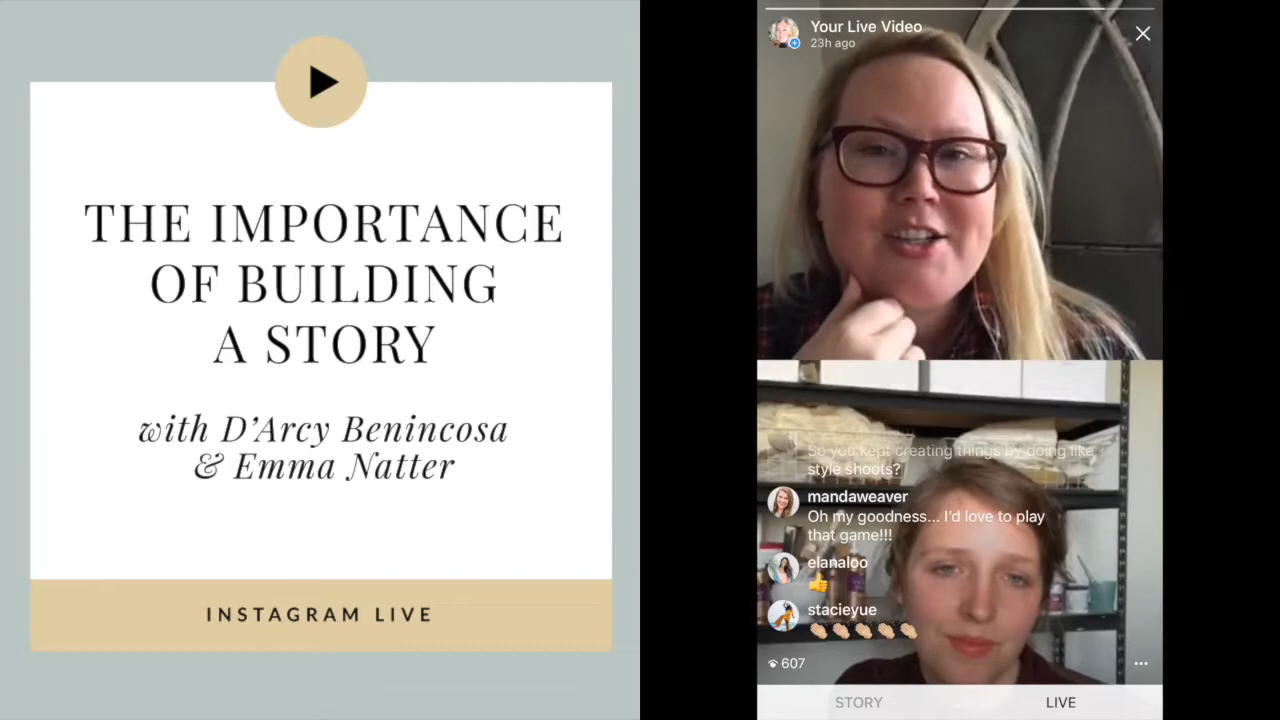 THE IMPORTANCE
OF BUILDING
A STORY
with D'Arcy Benincosa
& Emma Natter
INSTAGRAM LIVE
Your Live Video
23h ago
So you kept creating things by doing like
style shoots?
mandaweaver
Oh my goodness... I'd love to play
that game!!!
elanaloo
👍
stacieyue
👏🏼👏🏼👏🏼👏🏼👏🏼
607
STORY LIVE